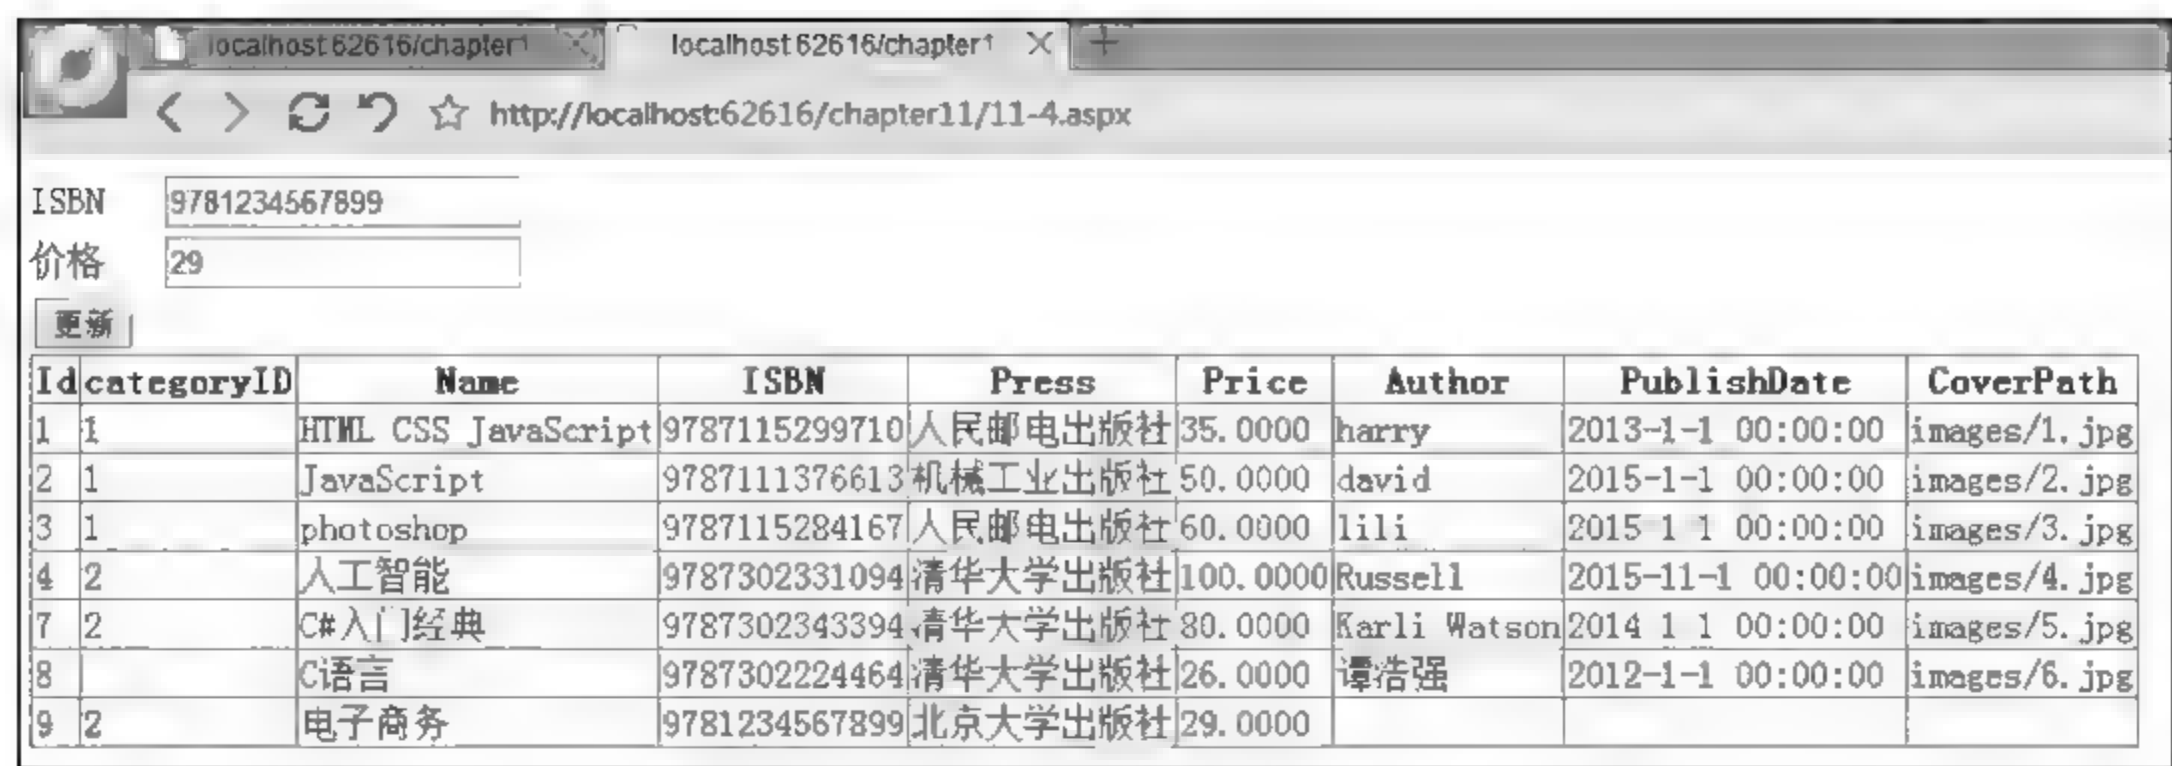 localhost:62616/chapter1 localhost:62616/chapter1
http://localhost:62616/chapter11/11-4.aspx
ISBN 9781234567899
价格 29
更新
Id categoryID Name ISBN Press Price Author PublishDate CoverPath
1 1 HTML CSS JavaScript 9787115299710 人民邮电出版社 35.0000 harry 2013-1-1 00:00:00 images/1.jpg
2 1 JavaScript 9787111376613 机械工业出版社 50.0000 david 2015-1-1 00:00:00 images/2.jpg
3 1 photoshop 9787115284167 人民邮电出版社 60.0000 lili 2015-1-1 00:00:00 images/3.jpg
4 2 人工智能 9787302331094 清华大学出版社 100.0000 Russell 2015-11-1 00:00:00 images/4.jpg
7 2 C#入门经典 9787302343394 清华大学出版社 80.0000 Karli Watson 2014-1-1 00:00:00 images/5.jpg
8 C语言 9787302224464 清华大学出版社 26.0000 谭浩强 2012-1-1 00:00:00 images/6.jpg
9 2 电子商务 9781234567899 北京大学出版社 29.0000